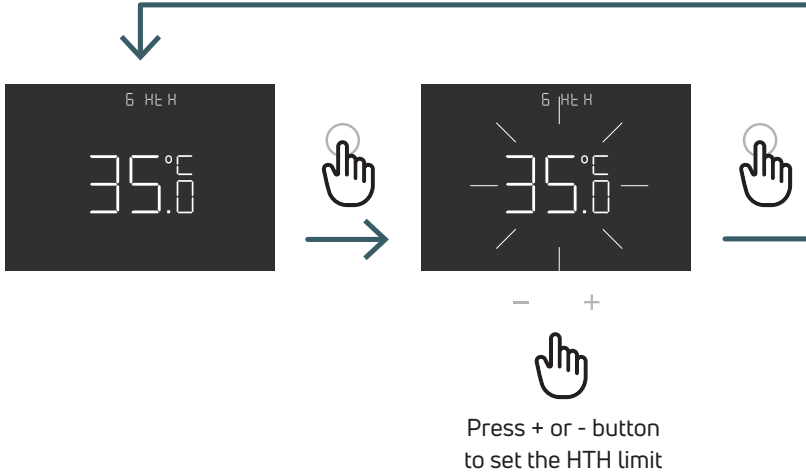 6 HtH
35.0°C
6 HtH
35.0°C
- +
Press + or - button
to set the HTH limit